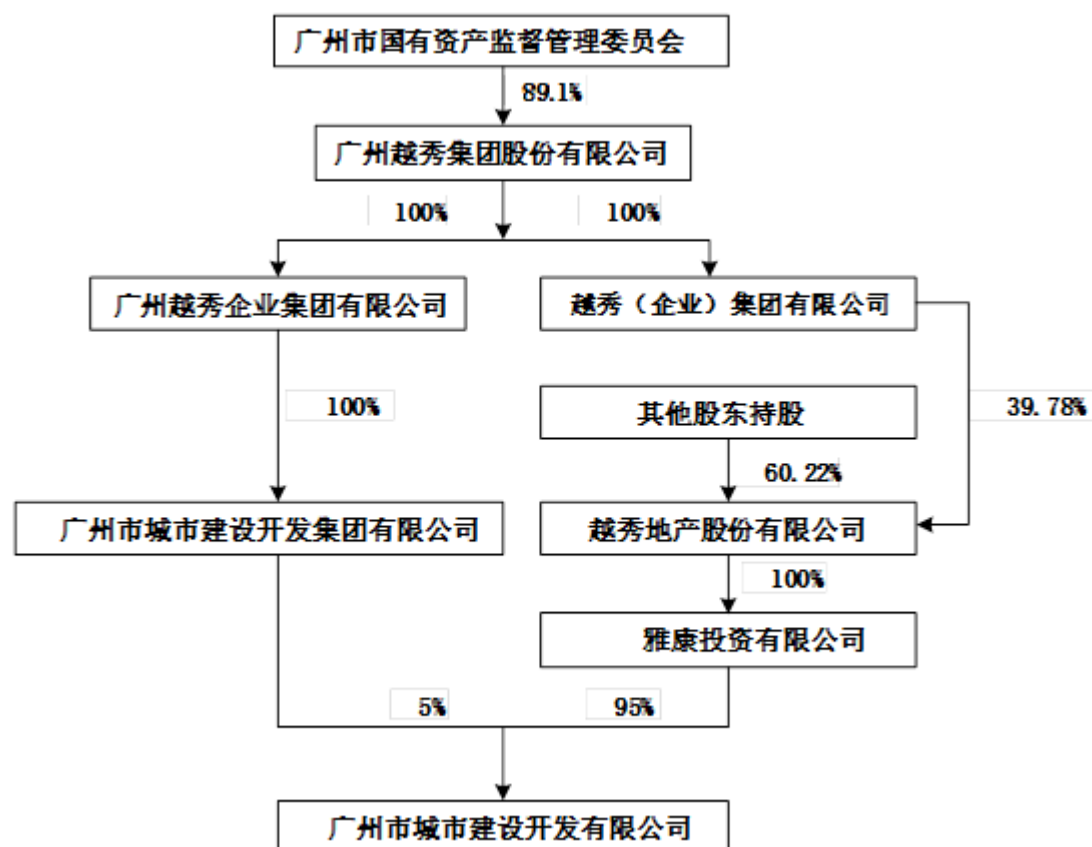 广州市国有资产监督管理委员会
89.1%
广州越秀集团股份有限公司
100%
100%
广州越秀企业集团有限公司
越秀（企业）集团有限公司
100%
其他股东持股
39.78%
60.22%
广州市城市建设开发集团有限公司
越秀地产股份有限公司
100%
雅康投资有限公司
5%
95%
广州市城市建设开发有限公司